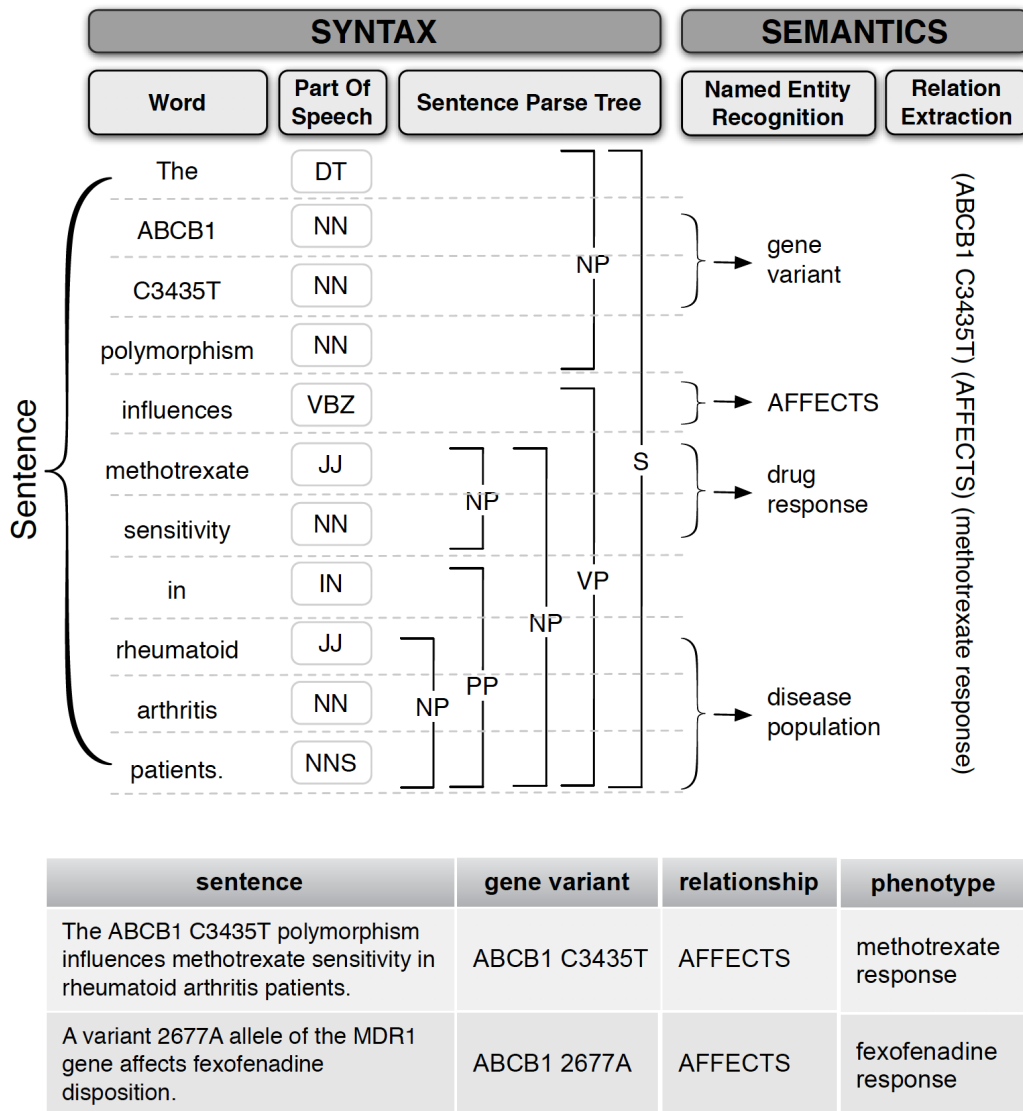 SYNTAX
SEMANTICS
Word
Part Of
Speech
Sentence Parse Tree
Named Entity
Recognition
Relation
Extraction
Sentence
The
DT
ABCB1
NN
C3435T
NN
polymorphism
NN
influences
VBZ
methotrexate
JJ
sensitivity
NN
in
IN
rheumatoid
JJ
arthritis
NN
patients.
NNS
NP
PP
NP
NP
VP
NP
S
gene
variant
AFFECTS
drug
response
disease
population
(ABCB1 C3435T) (AFFECTS) (methotrexate response)
sentence
gene variant
relationship
phenotype
The ABCB1 C3435T polymorphism
influences methotrexate sensitivity in
rheumatoid arthritis patients.
ABCB1 C3435T
AFFECTS
methotrexate
response
A variant 2677A allele of the MDR1
gene affects fexofenadine
disposition.
ABCB1 2677A
AFFECTS
fexofenadine
response